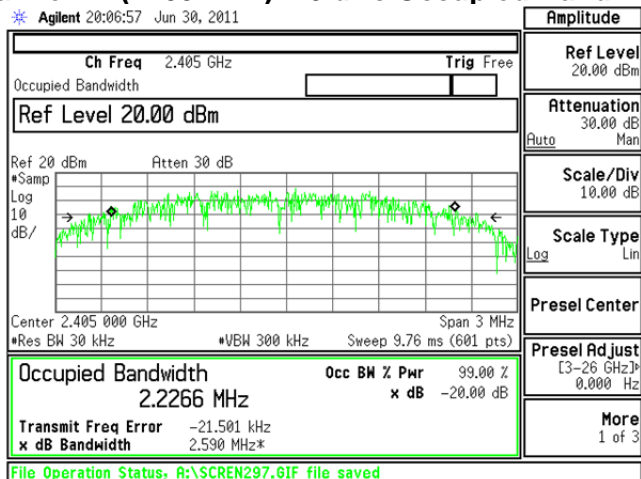 Agilent 20:06:57 Jun 30, 2011
Amplitude
Ch Freq 2.405 GHz Trig Free
Occupied Bandwidth
Ref Level 20.00 dBm
Ref 20 dBm Atten 30 dB
#Samp
Log
10
dB/
Center 2.405 000 GHz Span 3 MHz
#Res BW 30 kHz #VBW 300 kHz Sweep 9.76 ms (601 pts)
Occupied Bandwidth Occ BW % Pwr 99.00 %
2.2266 MHz x dB -20.00 dB
Transmit Freq Error -21.501 kHz
x dB Bandwidth 2.590 MHz*
File Operation Status, A:\SCREN297.GIF file saved
Ref Level
20.00 dBm
Attenuation
30.00 dB
Auto Man
Scale/Div
10.00 dB
Scale Type
Log Lin
Presel Center
Presel Adjust
[3-26 GHz]
0.000 Hz
More
1 of 3